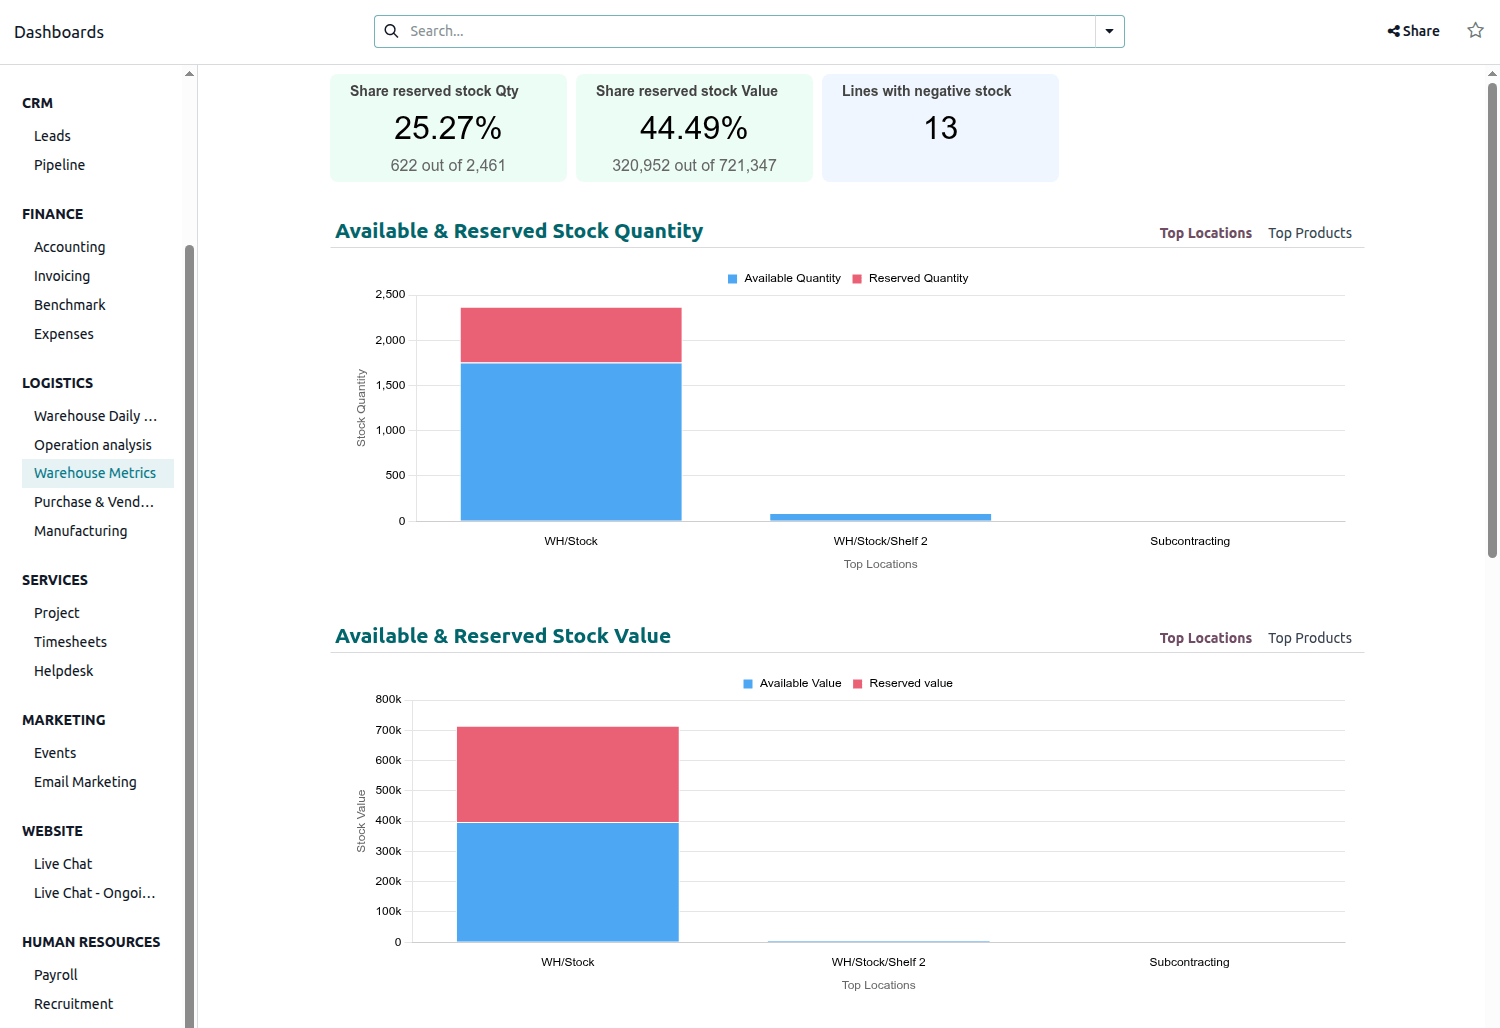 Dashboards
Search...
Share
CRM
Leads
Pipeline
FINANCE
Accounting
Invoicing
Benchmark
Expenses
LOGISTICS
Warehouse Daily ...
Operation analysis
Warehouse Metrics
Purchase & Vend...
Manufacturing
SERVICES
Project
Timesheets
Helpdesk
MARKETING
Events
Email Marketing
WEBSITE
Live Chat
Live Chat - Ongoi...
HUMAN RESOURCES
Payroll
Recruitment
Share reserved stock Qty
25.27%
622 out of 2,461
Share reserved stock Value
44.49%
320,952 out of 721,347
Lines with negative stock
13
Available & Reserved Stock Quantity
Top Locations Top Products
Available Quantity Reserved Quantity
2,500
2,000
1,500
1,000
500
0
Stock Quantity
WH/Stock WH/Stock/Shelf 2 Subcontracting
Top Locations
Available & Reserved Stock Value
Top Locations Top Products
Available Value Reserved value
800k
700k
600k
500k
400k
300k
200k
100k
0
Stock Value
WH/Stock WH/Stock/Shelf 2 Subcontracting
Top Locations